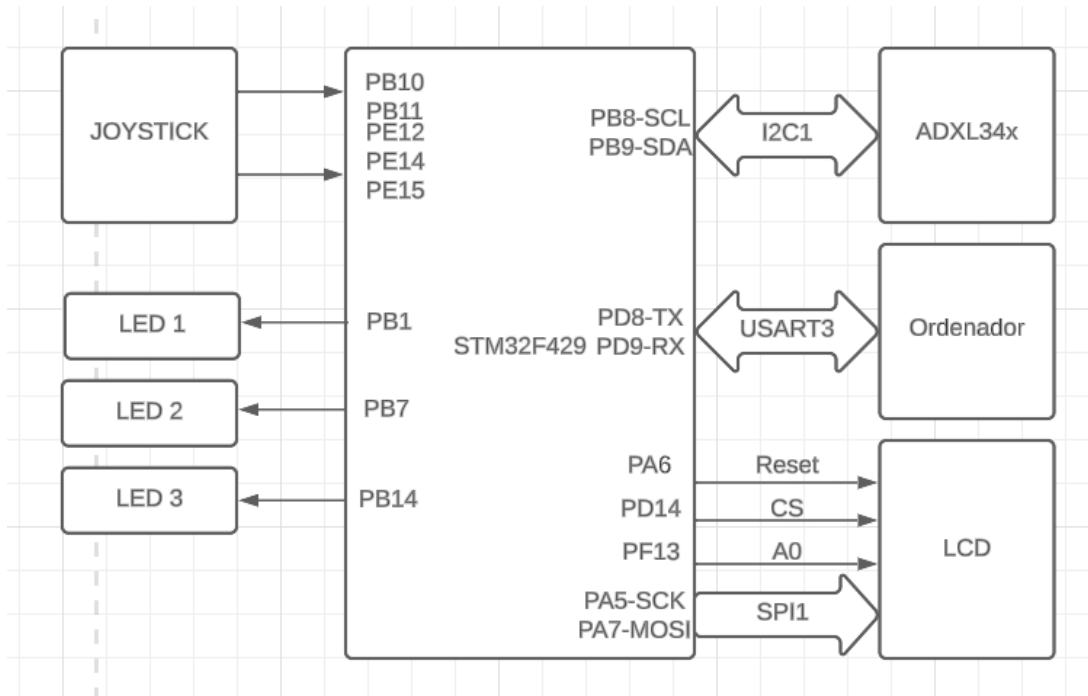 JOYSTICK
PB10
PB11
PE12
PE14
PE15
PB8-SCL
PB9-SDA
I2C1
ADXL34x
LED 1
PB1
LED 2
PB7
LED 3
PB14
STM32F429
PD8-TX
PD9-RX
USART3
Ordenador
PA6
Reset
PD14
CS
PF13
A0
PA5-SCK
PA7-MOSI
SPI1
LCD